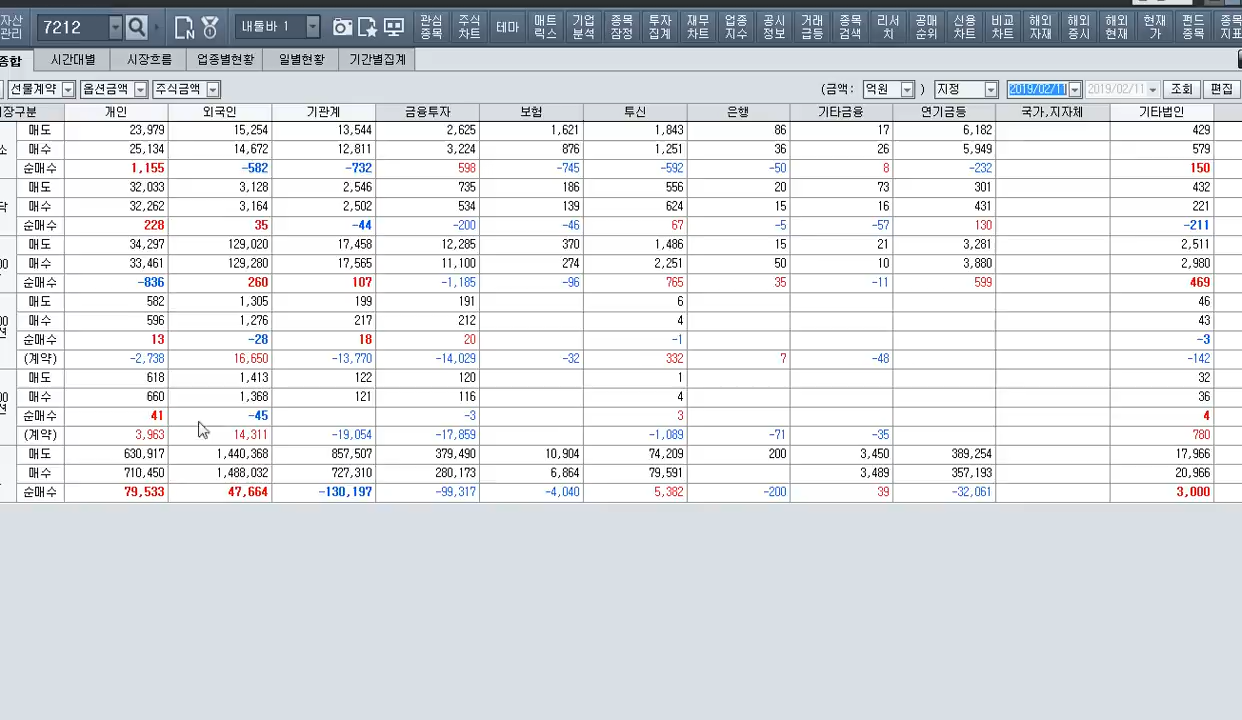 자산 관리 7212 내툴바 1 관심 종목 주식 차트 테마 매트 릭스 기업 분석 종목 잠정 투자 집계 재무 차트 업종 지수 공시 정보 거래 급등 종목 검색 리서 치 공매 순위 신용 차트 비교 차트 해외 자재 해외 증시 해외 현재 현재 가 펀드 종목 종목 지표
종합 시간대별 시장흐름 업종별현황 일별현황 기간별집계
선물계약 옵션금액 주식금액 (금액: 억원 ) 지정 2019/02/11 2019/02/11 조회 편집
장구분 개인 외국인 기관계 금융투자 보험 투신 은행 기타금융 연기금등 국가,지자체 기타법인
매도 23,979 15,254 13,544 2,625 1,621 1,843 86 17 6,182 429
소 매수 25,134 14,672 12,811 3,224 876 1,251 36 26 5,949 579
순매수 1,155 -582 -732 598 -745 -592 -50 8 -232 150
매도 32,033 3,128 2,546 735 186 556 20 73 301 432
닥 매수 32,262 3,164 2,502 534 139 624 15 16 431 221
순매수 228 35 -44 -200 -46 67 -5 -57 130 -211
매도 34,297 129,020 17,458 12,285 370 1,486 15 21 3,281 2,511
00 매수 33,461 129,280 17,565 11,100 274 2,251 50 10 3,880 2,980
순매수 -836 260 107 -1,185 -96 765 35 -11 599 469
매도 582 1,305 199 191 6 46
00 매수 596 1,276 217 212 4 43
션 순매수 13 -28 18 20 -1 -3
(계약) -2,738 16,650 -13,770 -14,029 -32 332 7 -48 -142
매도 618 1,413 122 120 1 32
00 매수 660 1,368 121 116 4 36
션 순매수 41 -45 -3 3 4
(계약) 3,963 14,311 -19,054 -17,859 -1,089 -71 -35 780
매도 630,917 1,440,368 857,507 379,490 10,904 74,209 200 3,450 389,254 17,966
매수 710,450 1,488,032 727,310 280,173 6,864 79,591 3,489 357,193 20,966
순매수 79,533 47,664 -130,197 -99,317 -4,040 5,382 -200 39 -32,061 3,000